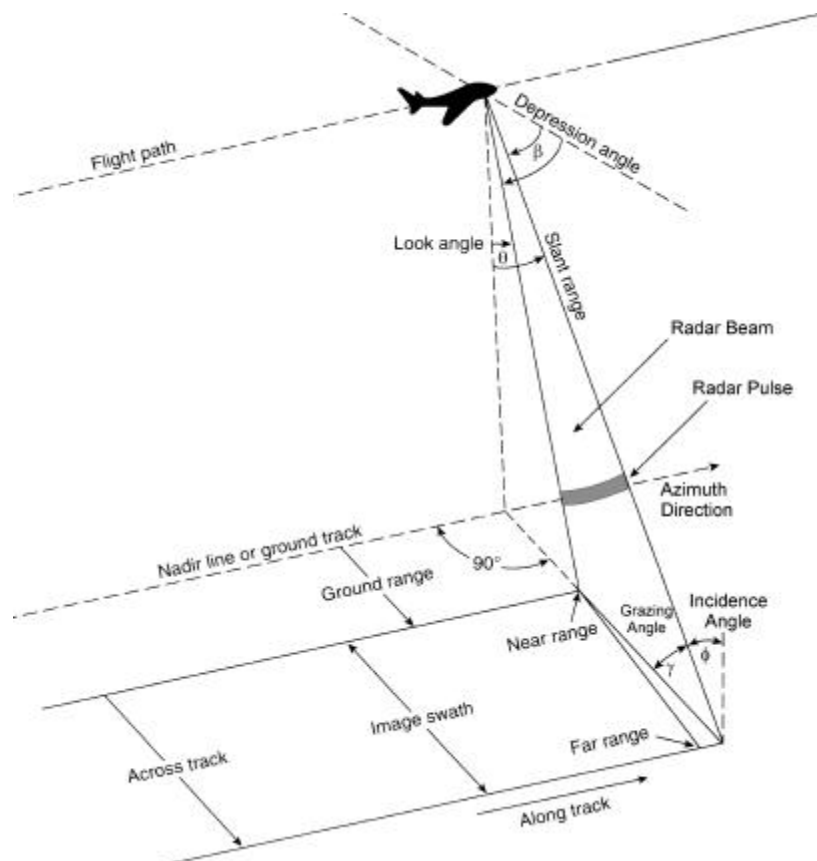 Flight path
Depression angle
β
Look angle
θ
Slant range
Radar Beam
Radar Pulse
Azimuth
Direction
Nadir line or ground track
90°
Ground range
Near range
Grazing
Angle
Incidence
Angle
γ
ϕ
Image swath
Across track
Far range
Along track